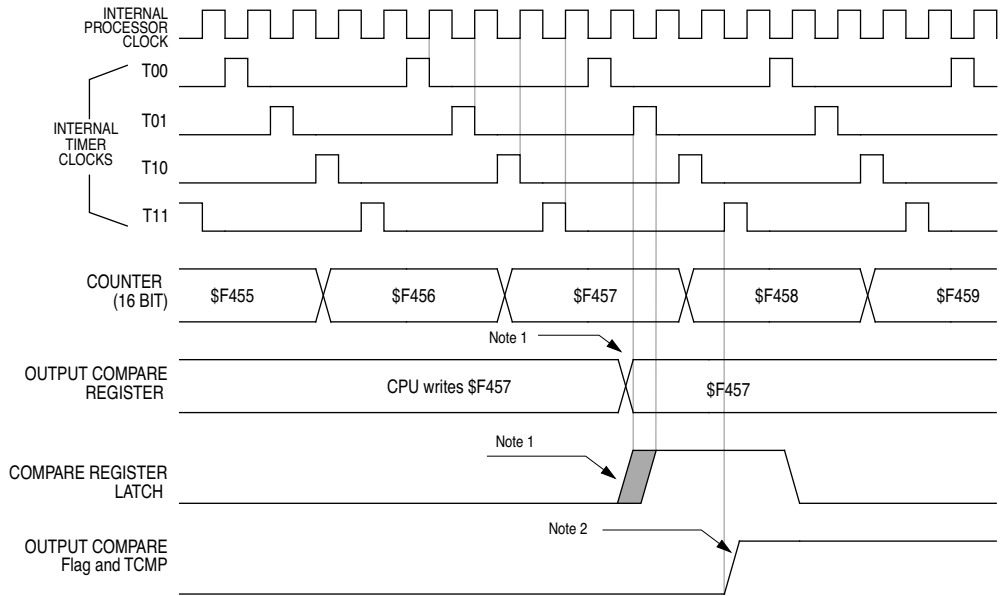 INTERNAL
PROCESSOR
CLOCK
T00
T01
INTERNAL
TIMER
CLOCKS
T10
T11
COUNTER
(16 BIT)
$F455
$F456
$F457
$F458
$F459
Note 1
OUTPUT COMPARE
REGISTER
CPU writes $F457
$F457
Note 1
COMPARE REGISTER
LATCH
Note 2
OUTPUT COMPARE
Flag and TCMP